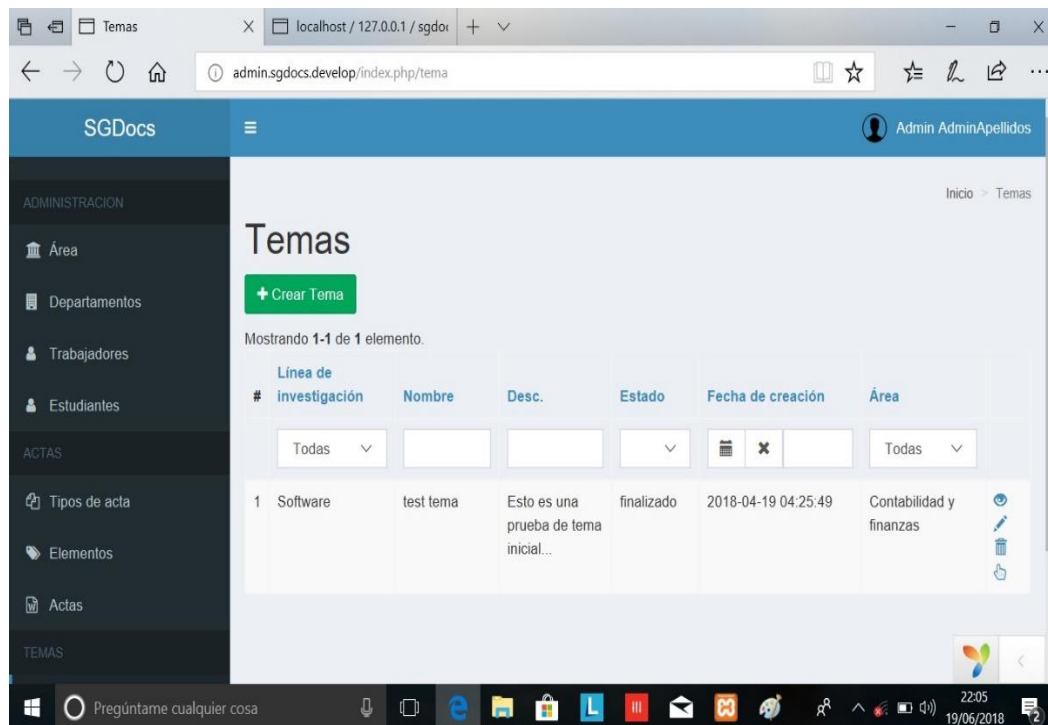 Temas
localhost / 127.0.0.1 / sgdoc
admin.sgdocs.develop/index.php/tema
SGDocs
Admin AdminApellidos
Inicio > Temas
ADMINISTRACION
Área
Departamentos
Trabajadores
Estudiantes
ACTAS
Tipos de acta
Elementos
Actas
TEMAS
Temas
Crear Tema
Mostrando 1-1 de 1 elemento.
# Línea de investigación Nombre Desc. Estado Fecha de creación Área
Todas Todas
1 Software test tema Esto es una finalizado 2018-04-19 04:25:49 Contabilidad y
prueba de tema finanzas
inicial...
Pregúntame cualquier cosa
22:05
19/06/2018
2